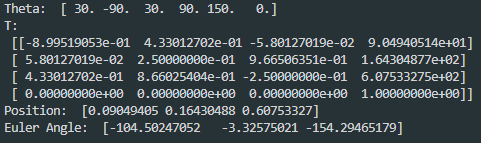 Theta:  [ 30. -90.  30.  90. 150.   0.]
T:
 [[-8.99519053e-01  4.33012702e-01 -5.80127019e-02  9.04940514e+01]
 [ 5.80127019e-02  2.50000000e-01  9.66506351e-01  1.64304877e+02]
 [ 4.33012702e-01  8.66025404e-01 -2.50000000e-01  6.07533275e+02]
 [ 0.00000000e+00  0.00000000e+00  0.00000000e+00  1.00000000e+00]]
Position:  [0.09049405 0.16430488 0.60753327]
Euler Angle:  [-104.50247052   -3.32575021 -154.29465179]